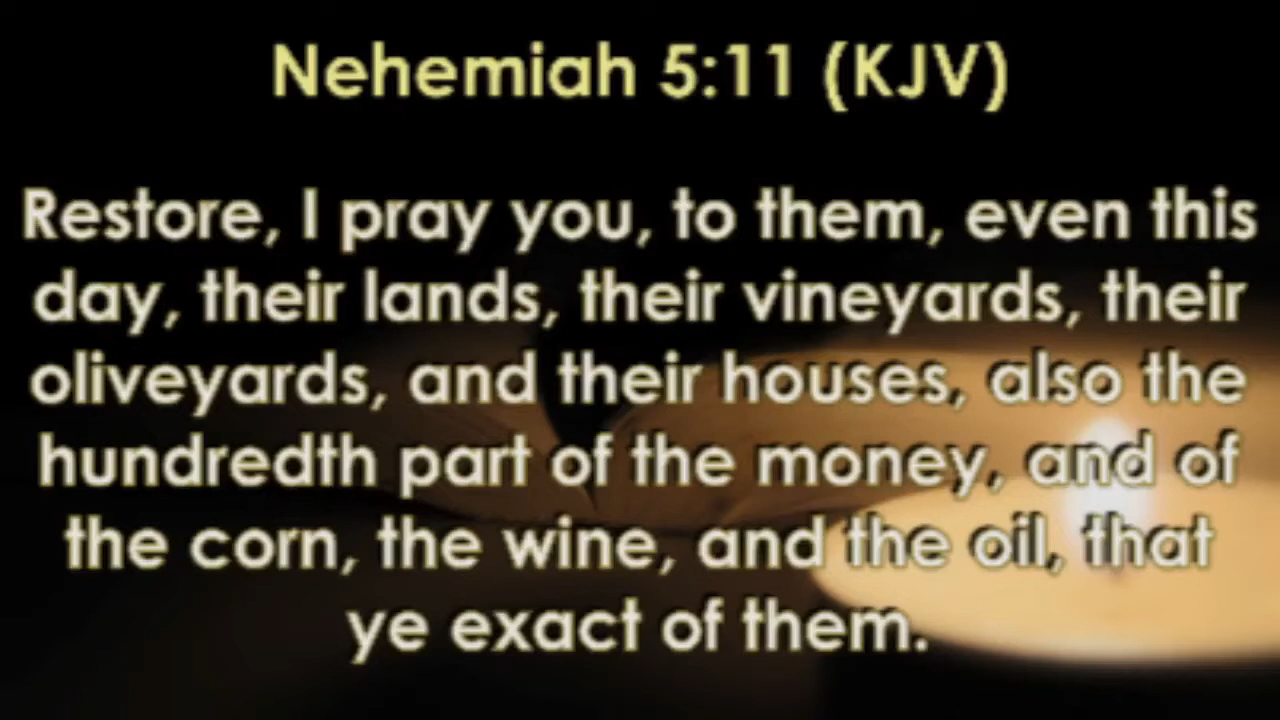 Nehemiah 5:11 (KJV)
Restore, I pray you, to them, even this
day, their lands, their vineyards, their
oliveyards, and their houses, also the
hundredth part of the money, and of
the corn, the wine, and the oil, that
ye exact of them.